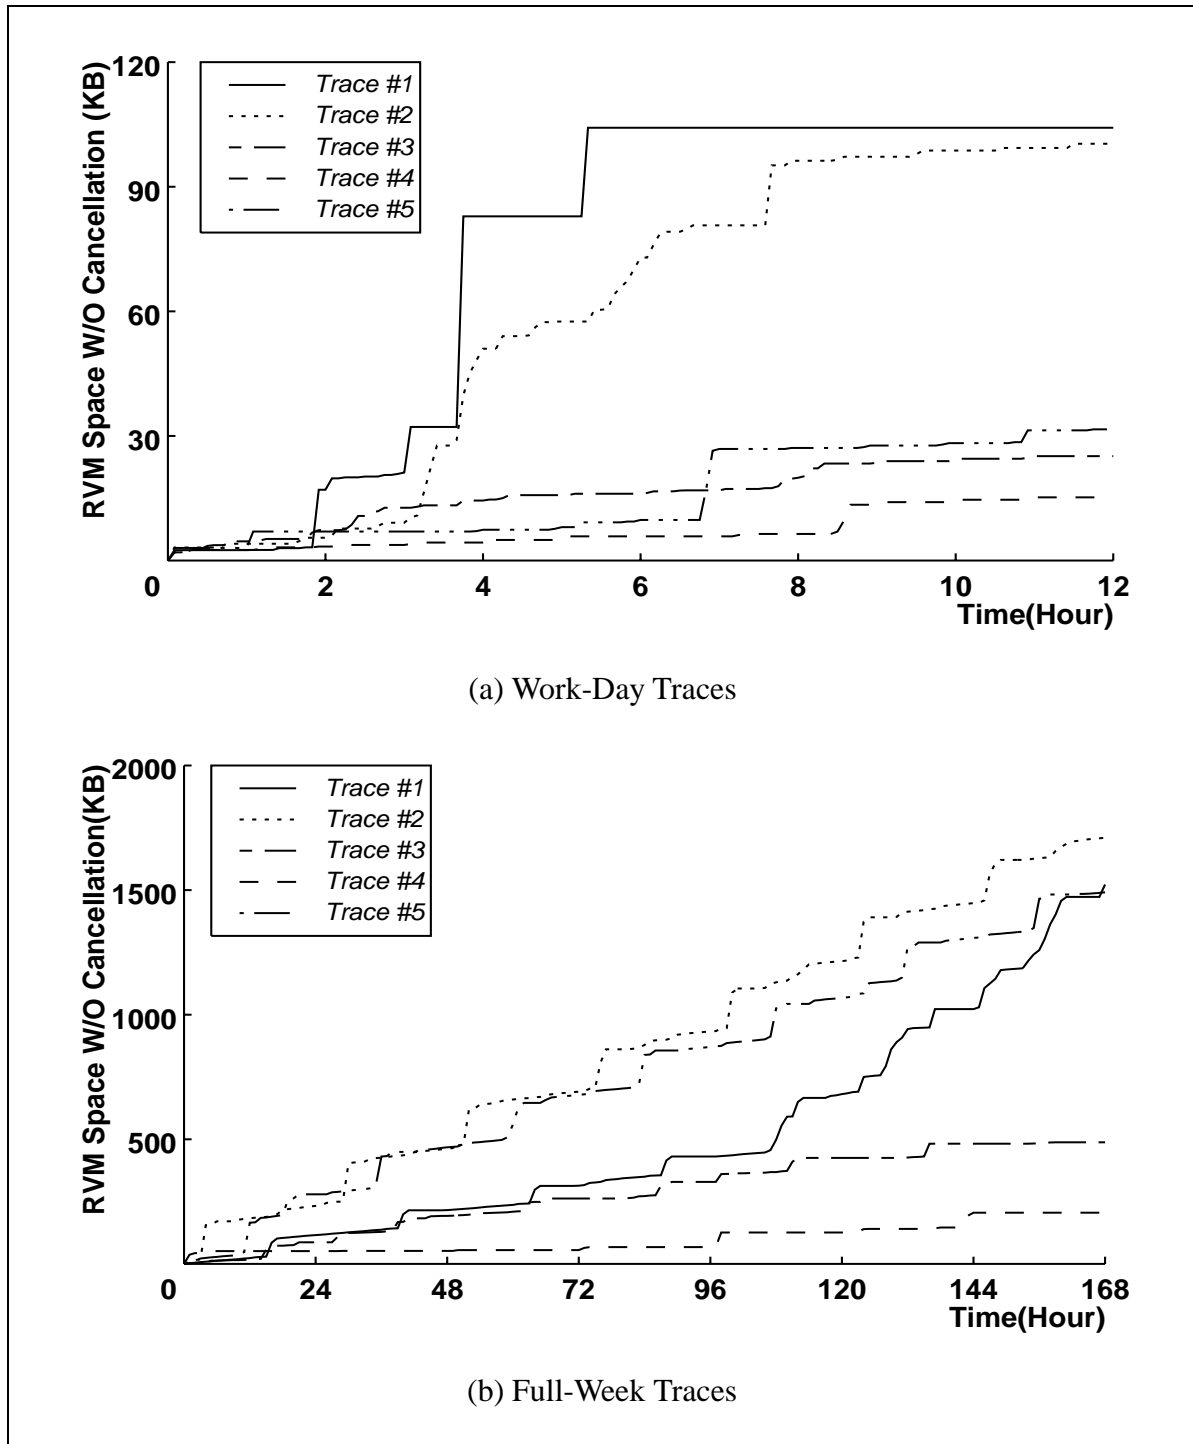 120
90
60
30
0
RVM Space W/O Cancellation (KB)
Trace #1
Trace #2
Trace #3
Trace #4
Trace #5
2
4
6
8
10
12
Time(Hour)
(a) Work-Day Traces
2000
1500
1000
500
0
RVM Space W/O Cancellation(KB)
Trace #1
Trace #2
Trace #3
Trace #4
Trace #5
24
48
72
96
120
144
168
Time(Hour)
(b) Full-Week Traces